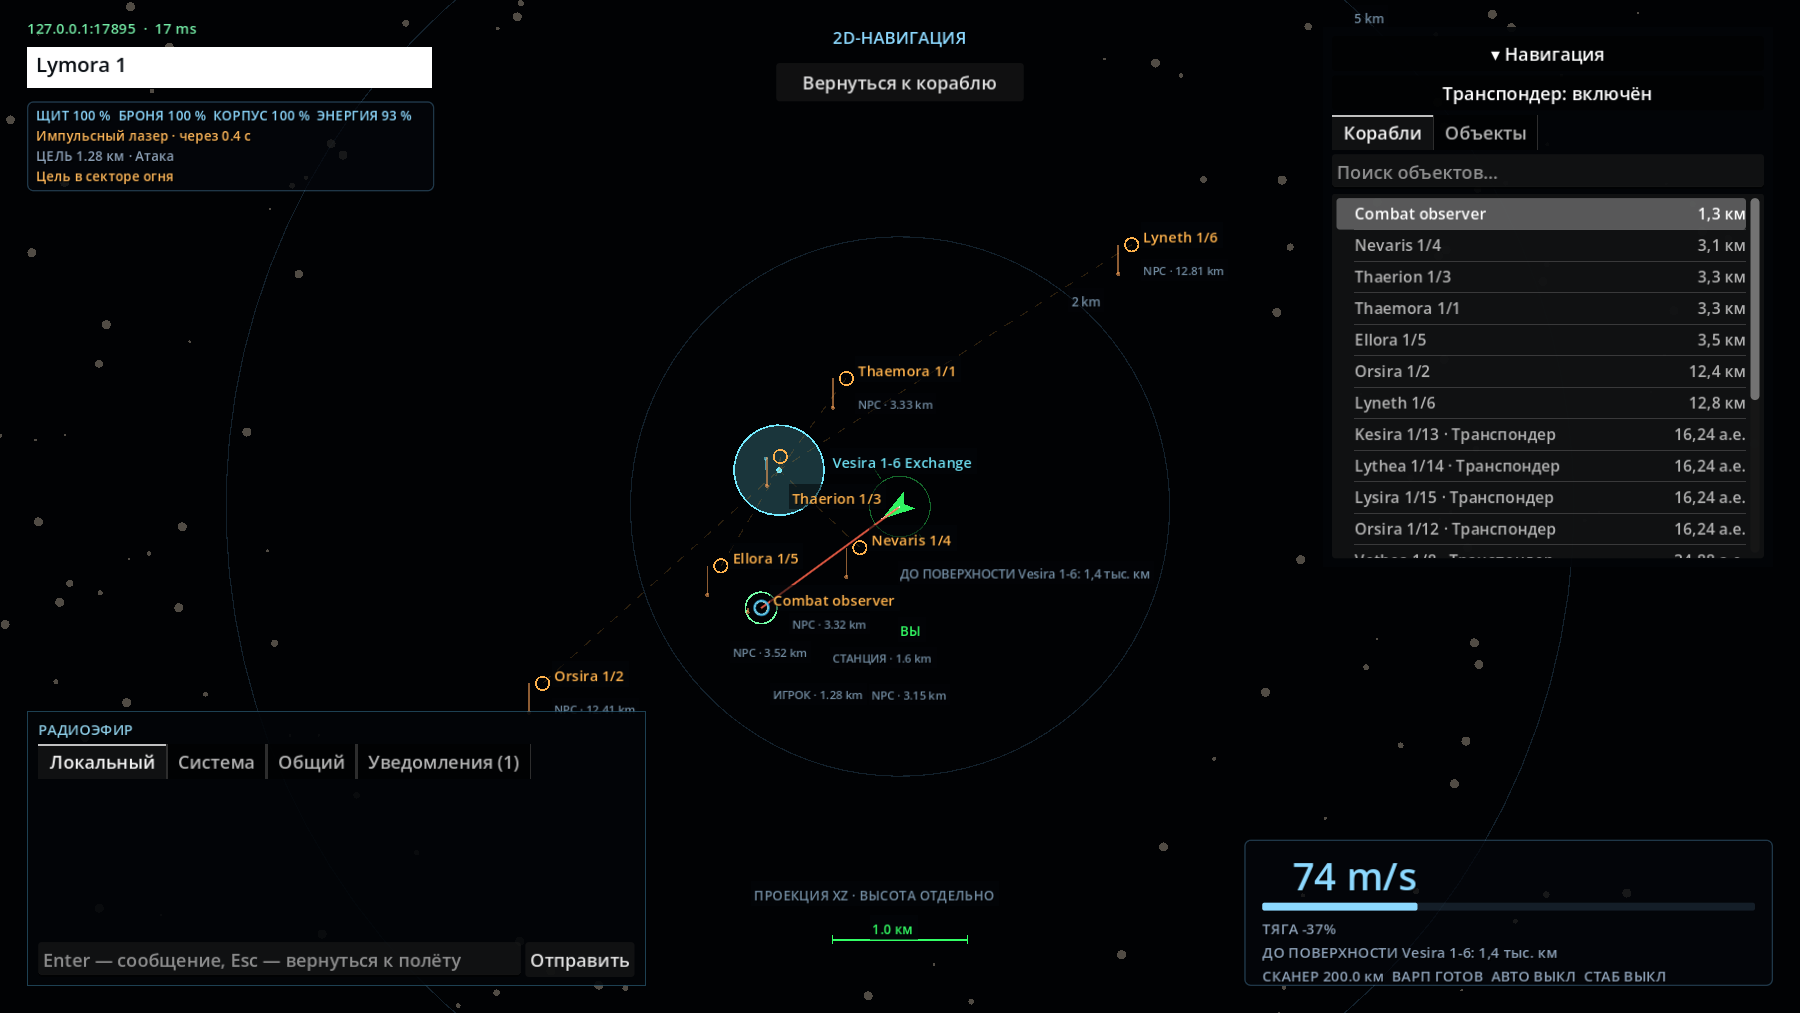 127.0.0.1:17895 · 17 ms
Lymora 1
ЩИТ 100 % БРОНЯ 100 % КОРПУС 100 % ЭНЕРГИЯ 93 %
Импульсный лазер · через 0.4 с
ЦЕЛЬ 1.28 км · Атака
Цель в секторе огня
2D-НАВИГАЦИЯ
Вернуться к кораблю
5 km
▾ Навигация
Транспондер: включён
Корабли Объекты
Поиск объектов...
Combat observer 1,3 км
Nevaris 1/4 3,1 км
Thaerion 1/3 3,3 км
Thaemora 1/1 3,3 км
Ellora 1/5 3,5 км
Orsira 1/2 12,4 км
Lyneth 1/6 12,8 км
Kesira 1/13 · Транспондер 16,24 а.е.
Lythea 1/14 · Транспондер 16,24 а.е.
Lysira 1/15 · Транспондер 16,24 а.е.
Orsira 1/12 · Транспондер 16,24 а.е.
Lyneth 1/6
NPC · 12.81 km
2 km
Thaemora 1/1
NPC · 3.33 km
Vesira 1-6 Exchange
Thaerion 1/3
Nevaris 1/4
Ellora 1/5
ДО ПОВЕРХНОСТИ Vesira 1-6: 1,4 тыс. км
Combat observer
NPC · 3.32 km
ВЫ
NPC · 3.52 km
СТАНЦИЯ · 1.6 km
Orsira 1/2
NPC · 12.41 km
ИГРОК · 1.28 km
NPC · 3.15 km
РАДИОЭФИР
Локальный Система Общий Уведомления (1)
Enter — сообщение, Esc — вернуться к полёту
Отправить
ПРОЕКЦИЯ XZ · ВЫСОТА ОТДЕЛЬНО
1.0 км
74 m/s
ТЯГА -37%
ДО ПОВЕРХНОСТИ Vesira 1-6: 1,4 тыс. км
СКАНЕР 200.0 км ВАРП ГОТОВ АВТО ВЫКЛ СТАБ ВЫКЛ